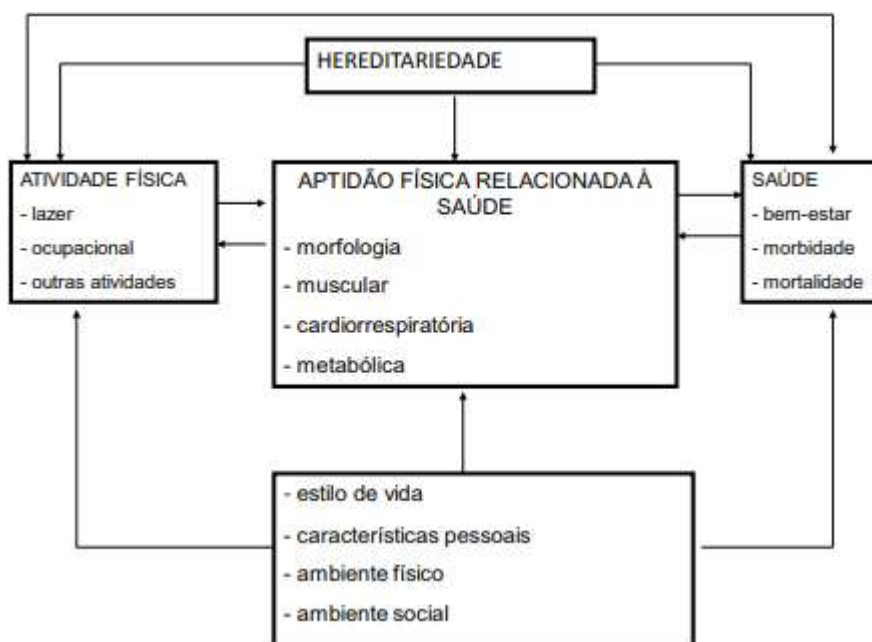 HEREDITARIEDADE
ATIVIDADE FÍSICA
- lazer
- ocupacional
- outras atividades
APTIDÃO FÍSICA RELACIONADA À
SAÚDE
- morfologia
- muscular
- cardiorrespiratória
- metabólica
SAÚDE
- bem-estar
- morbidade
- mortalidade
- estilo de vida
- características pessoais
- ambiente físico
- ambiente social